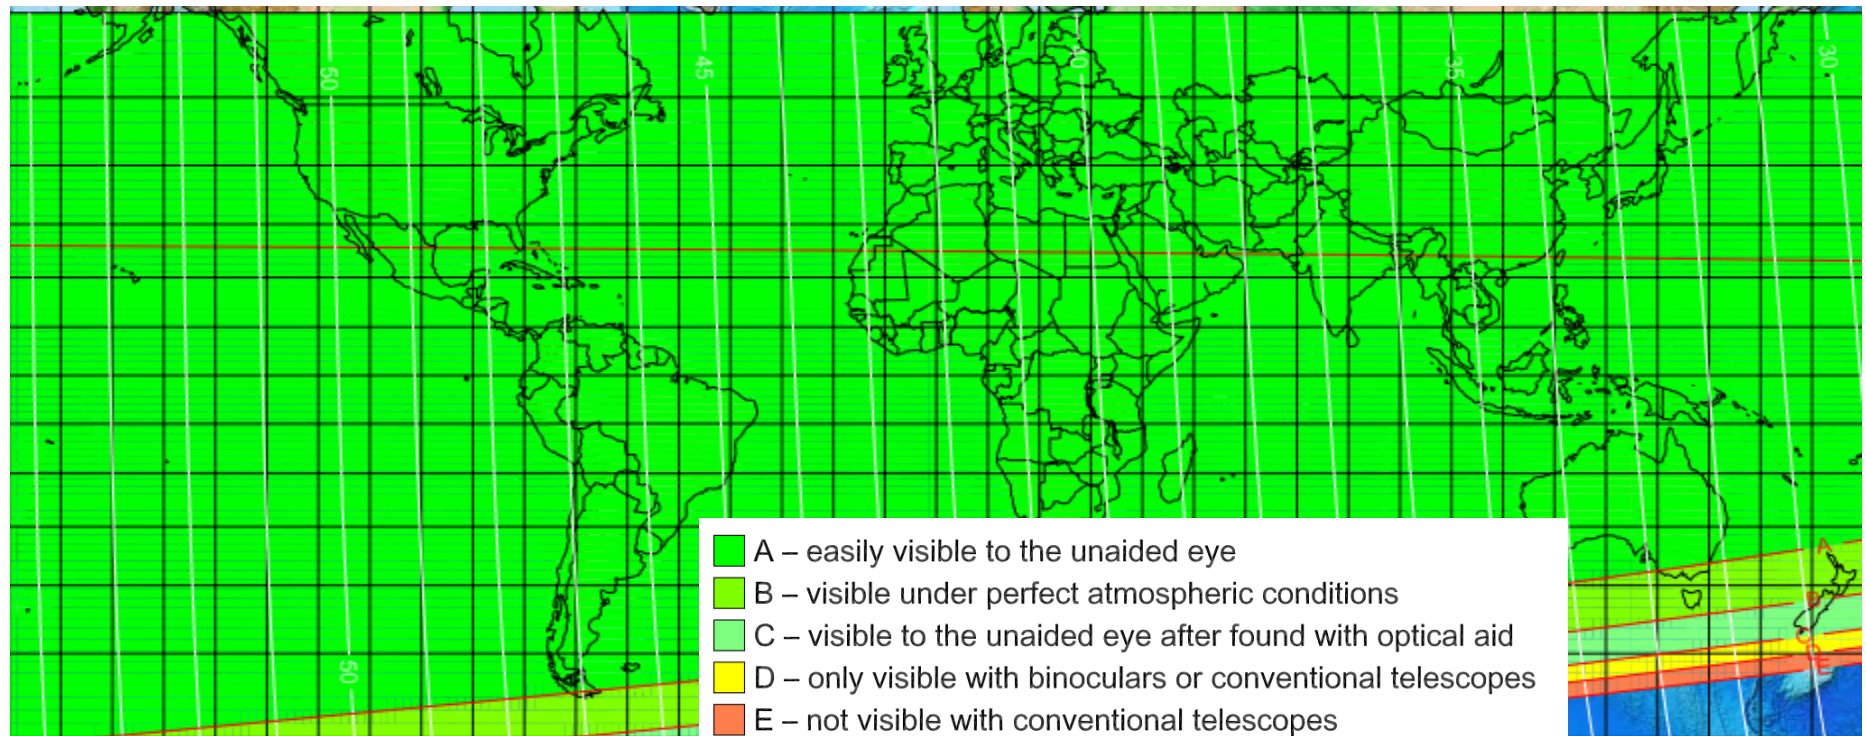 50
45
40
35
30
A
B
C
D
E
50
A – easily visible to the unaided eye
B – visible under perfect atmospheric conditions
C – visible to the unaided eye after found with optical aid
D – only visible with binoculars or conventional telescopes
E – not visible with conventional telescopes